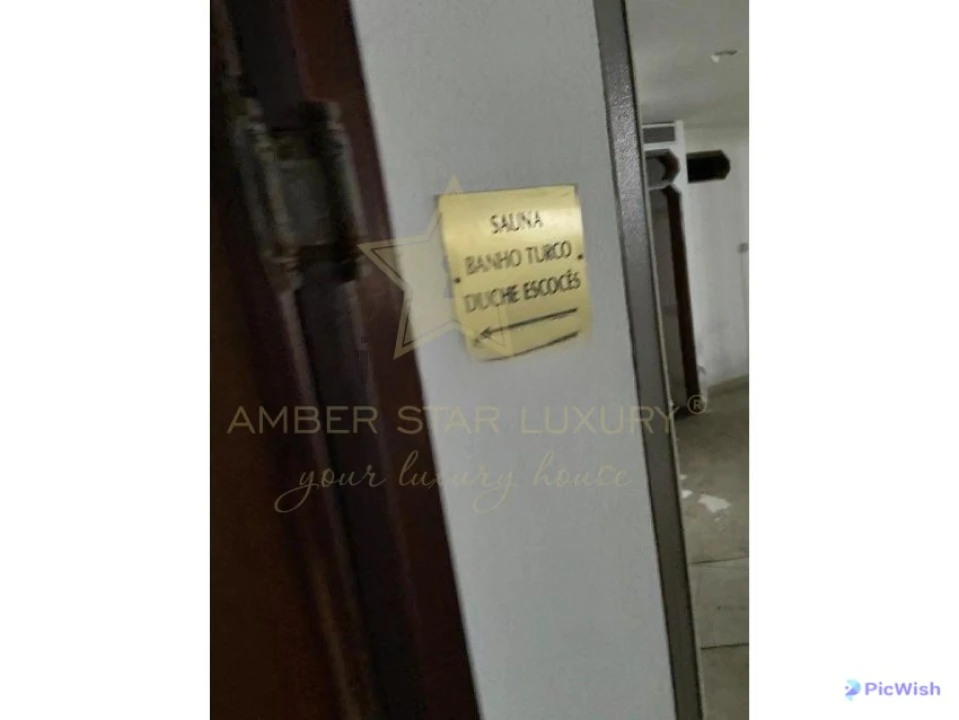 SAUNA
BANHO TURCO
DUCHE ESCOCÊS
AMBER STAR LUXURY®
your luxury house
PicWish